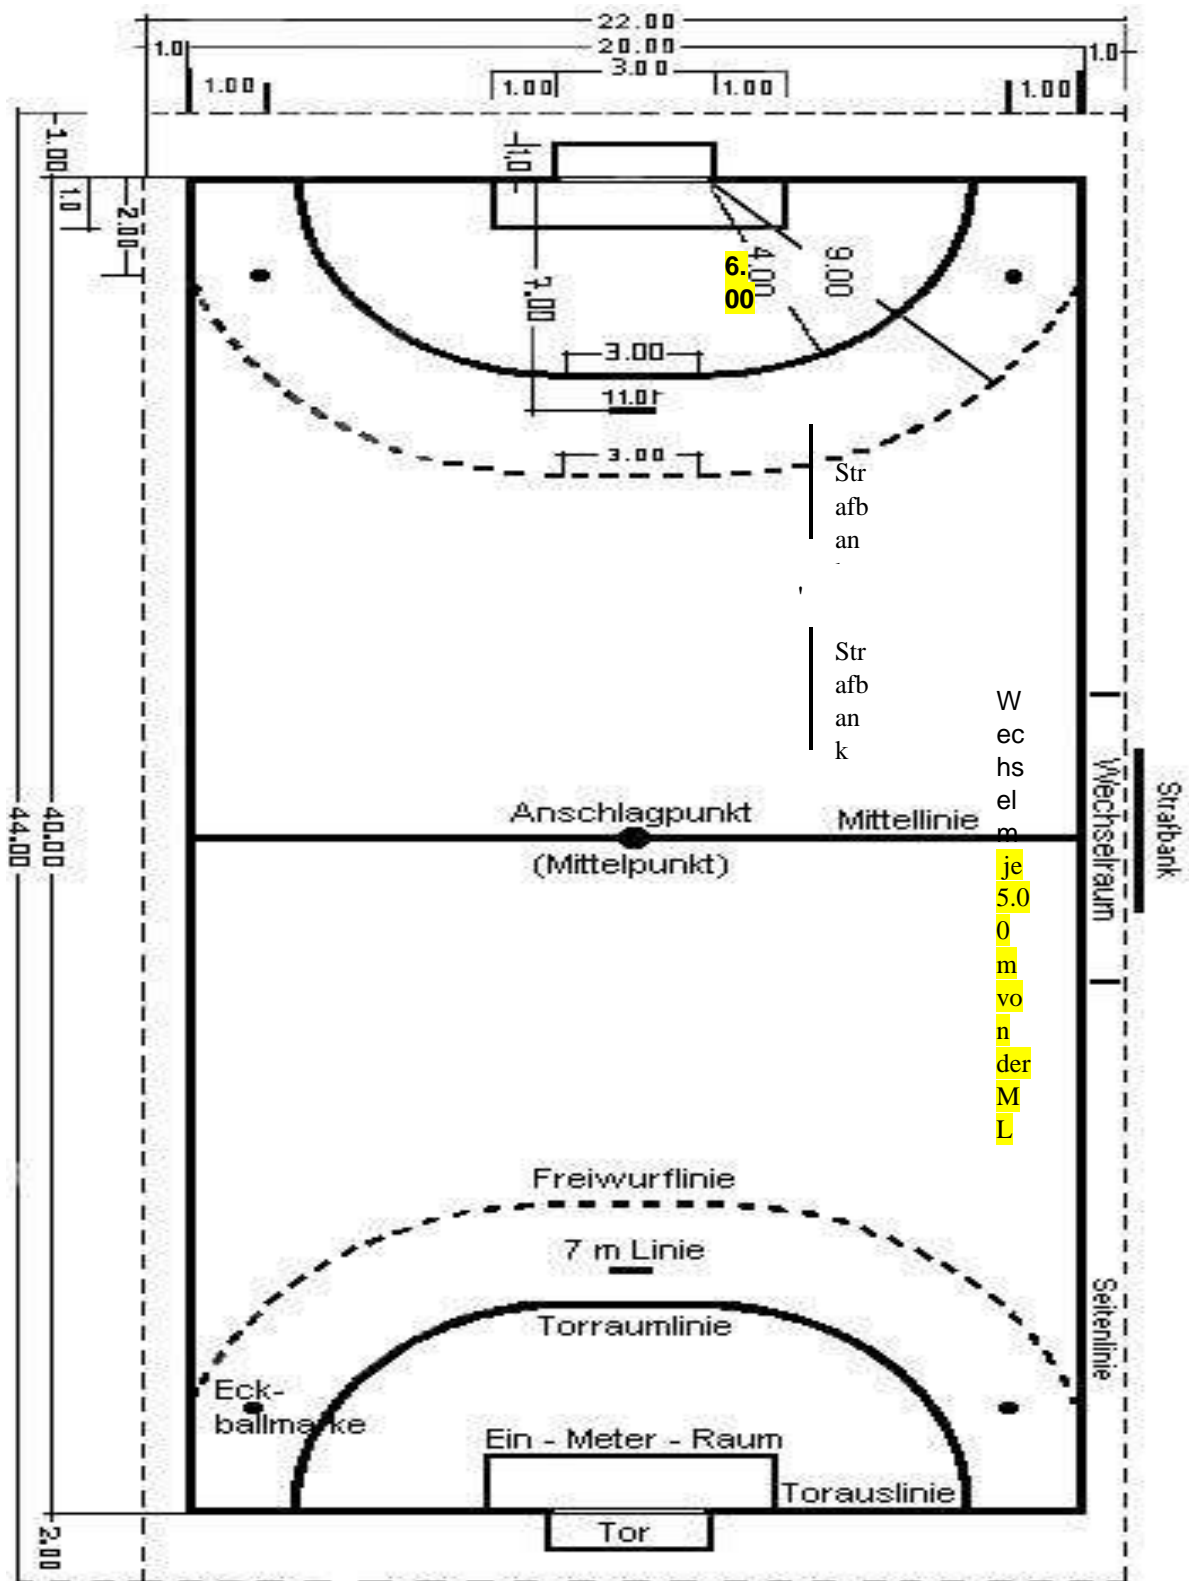 22.00
20.00
1.0
3.00
1.0
1.00
1.00
1.00
1.00
1.00
1.0
1.0
2.00
7.00
9.00
4.00
6.
00
3.00
1.0
3.00
Str
afb
an
Str
afb
an
k
W
ec
hs
el
m
je
5.0
0
m
vo
n
der
M
L
Wechselraum
Strafbank
Anschlagpunkt
Mittellinie
(Mittelpunkt)
44.00
40.00
Freiwurflinie
7 m Linie
Torraumlinie
Seitenlinie
Eck-
ballmarke
Ein - Meter - Raum
Torauslinie
Tor
2.00